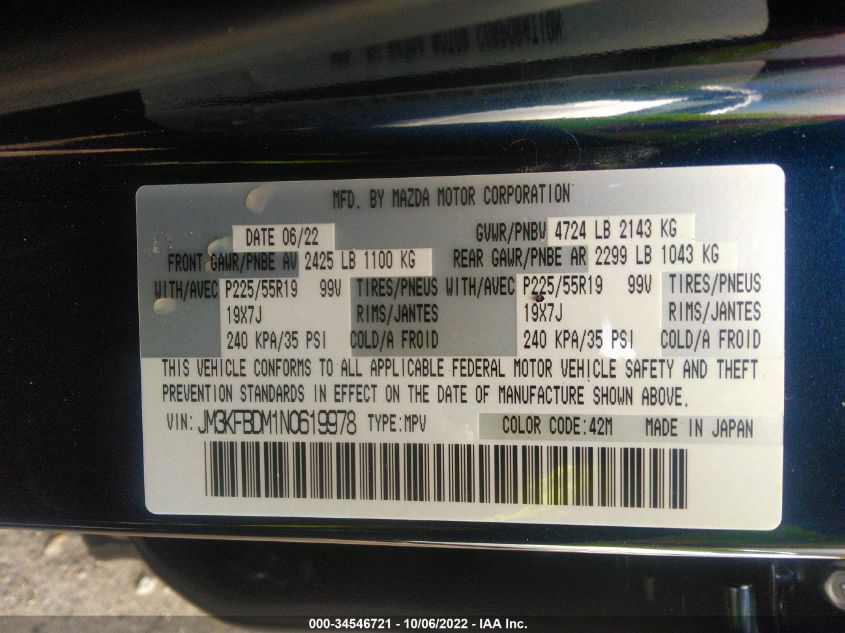 MFD. BY MAZDA MOTOR CORPORATION
DATE 06/22 GVWR/PNBV 4724 LB 2143 KG
FRONT GAWR/PNBE AV 2425 LB 1100 KG REAR GAWR/PNBE AR 2299 LB 1043 KG
WITH/AVEC P225/55R19 99V TIRES/PNEUS WITH/AVEC P225/55R19 99V TIRES/PNEUS
19X7J RIMS/JANTES 19X7J RIMS/JANTES
240 KPA/35 PSI COLD/A FROID 240 KPA/35 PSI COLD/A FROID
THIS VEHICLE CONFORMS TO ALL APPLICABLE FEDERAL MOTOR VEHICLE SAFETY AND THEFT
PREVENTION STANDARDS IN EFFECT ON THE DATE OF MANUFACTURE SHOWN ABOVE.
VIN: JM3KFBDM1N0619978 TYPE:MPV COLOR CODE:42M MADE IN JAPAN
000-34546721 - 10/06/2022 - IAA Inc.